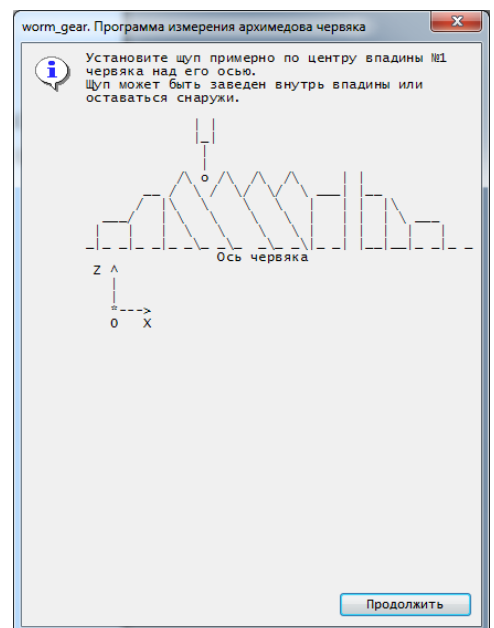 worm_gear. Программа измерения архимедова червяка
Установите щуп примерно по центру впадины №1
червяка над его осью.
Щуп может быть заведен внутрь впадины или
оставаться снаружи.
Ось червяка
Z
O X
Продолжить